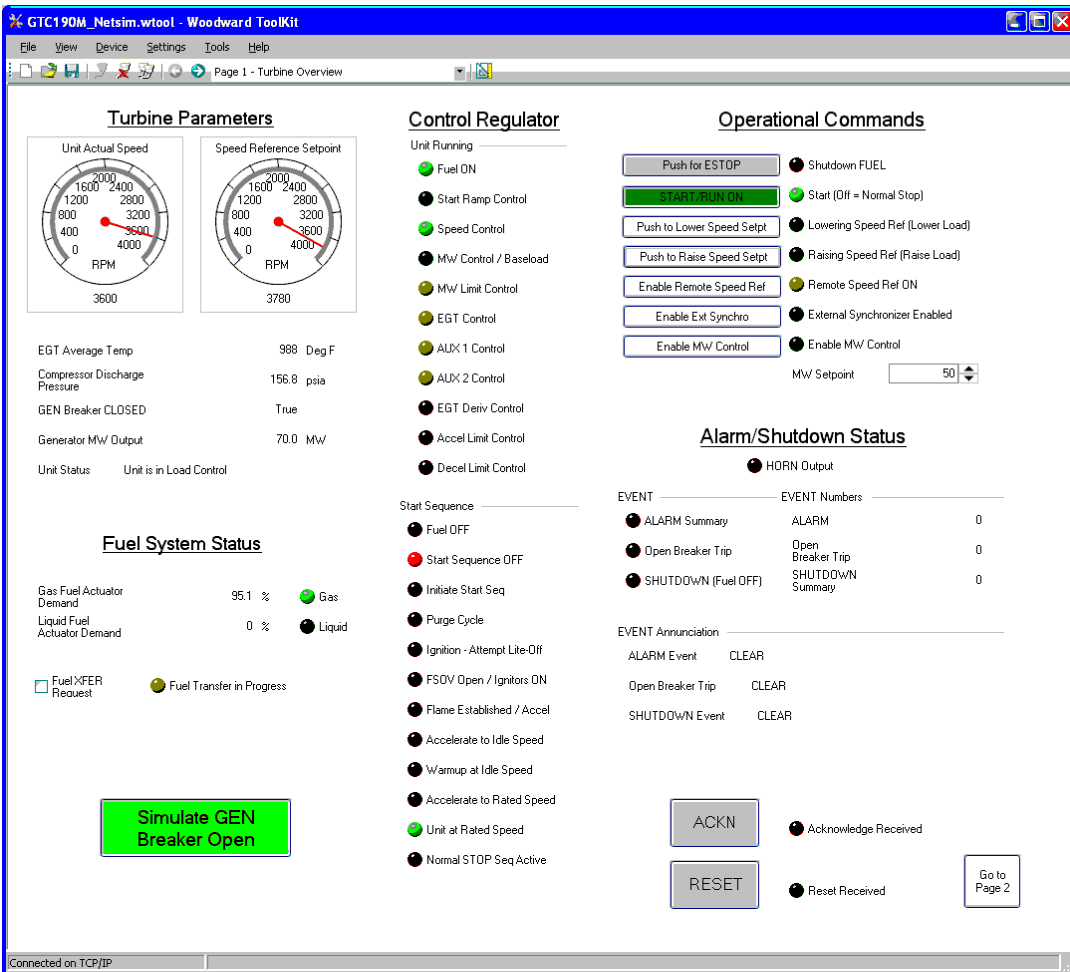 GTC190M_Netsim.wtool - Woodward ToolKit
File View Device Settings Tools Help
Page 1 - Turbine Overview
Turbine Parameters
Unit Actual Speed
0
400
800
1200
1600
2000
2400
2800
3200
3600
4000
RPM
3600
Speed Reference Setpoint
0
400
800
1200
1600
2000
2400
2800
3200
3600
4000
RPM
3780
EGT Average Temp 988 Deg F
Compressor Discharge
Pressure 156.8 psia
GEN Breaker CLOSED True
Generator MW Output 70.0 MW
Unit Status Unit is in Load Control
Fuel System Status
Gas Fuel Actuator
Demand 95.1 % Gas
Liquid Fuel
Actuator Demand 0 % Liquid
Fuel XFER
Request
Fuel Transfer in Progress
Simulate GEN
Breaker Open
Control Regulator
Unit Running
Fuel ON
Start Ramp Control
Speed Control
MW Control / Baseload
MW Limit Control
EGT Control
AUX 1 Control
AUX 2 Control
EGT Deriv Control
Accel Limit Control
Decel Limit Control
Start Sequence
Fuel OFF
Start Sequence OFF
Initiate Start Seq
Purge Cycle
Ignition - Attempt Lite-Off
FSOV Open / Ignitors ON
Flame Established / Accel
Accelerate to Idle Speed
Warmup at Idle Speed
Accelerate to Rated Speed
Unit at Rated Speed
Normal STOP Seq Active
Operational Commands
Push for ESTOP Shutdown FUEL
START/RUN ON Start (Off = Normal Stop)
Push to Lower Speed Setpt Lowering Speed Ref (Lower Load)
Push to Raise Speed Setpt Raising Speed Ref (Raise Load)
Enable Remote Speed Ref Remote Speed Ref ON
Enable Ext Synchro External Synchronizer Enabled
Enable MW Control Enable MW Control
MW Setpoint 50
Alarm/Shutdown Status
HORN Output
EVENT EVENT Numbers
ALARM Summary ALARM 0
Open Breaker Trip Open
Breaker Trip 0
SHUTDOWN (Fuel OFF) SHUTDOWN
Summary 0
EVENT Annunciation
ALARM Event CLEAR
Open Breaker Trip CLEAR
SHUTDOWN Event CLEAR
ACKN Acknowledge Received
RESET Reset Received
Go to
Page 2
Connected on TCP/IP